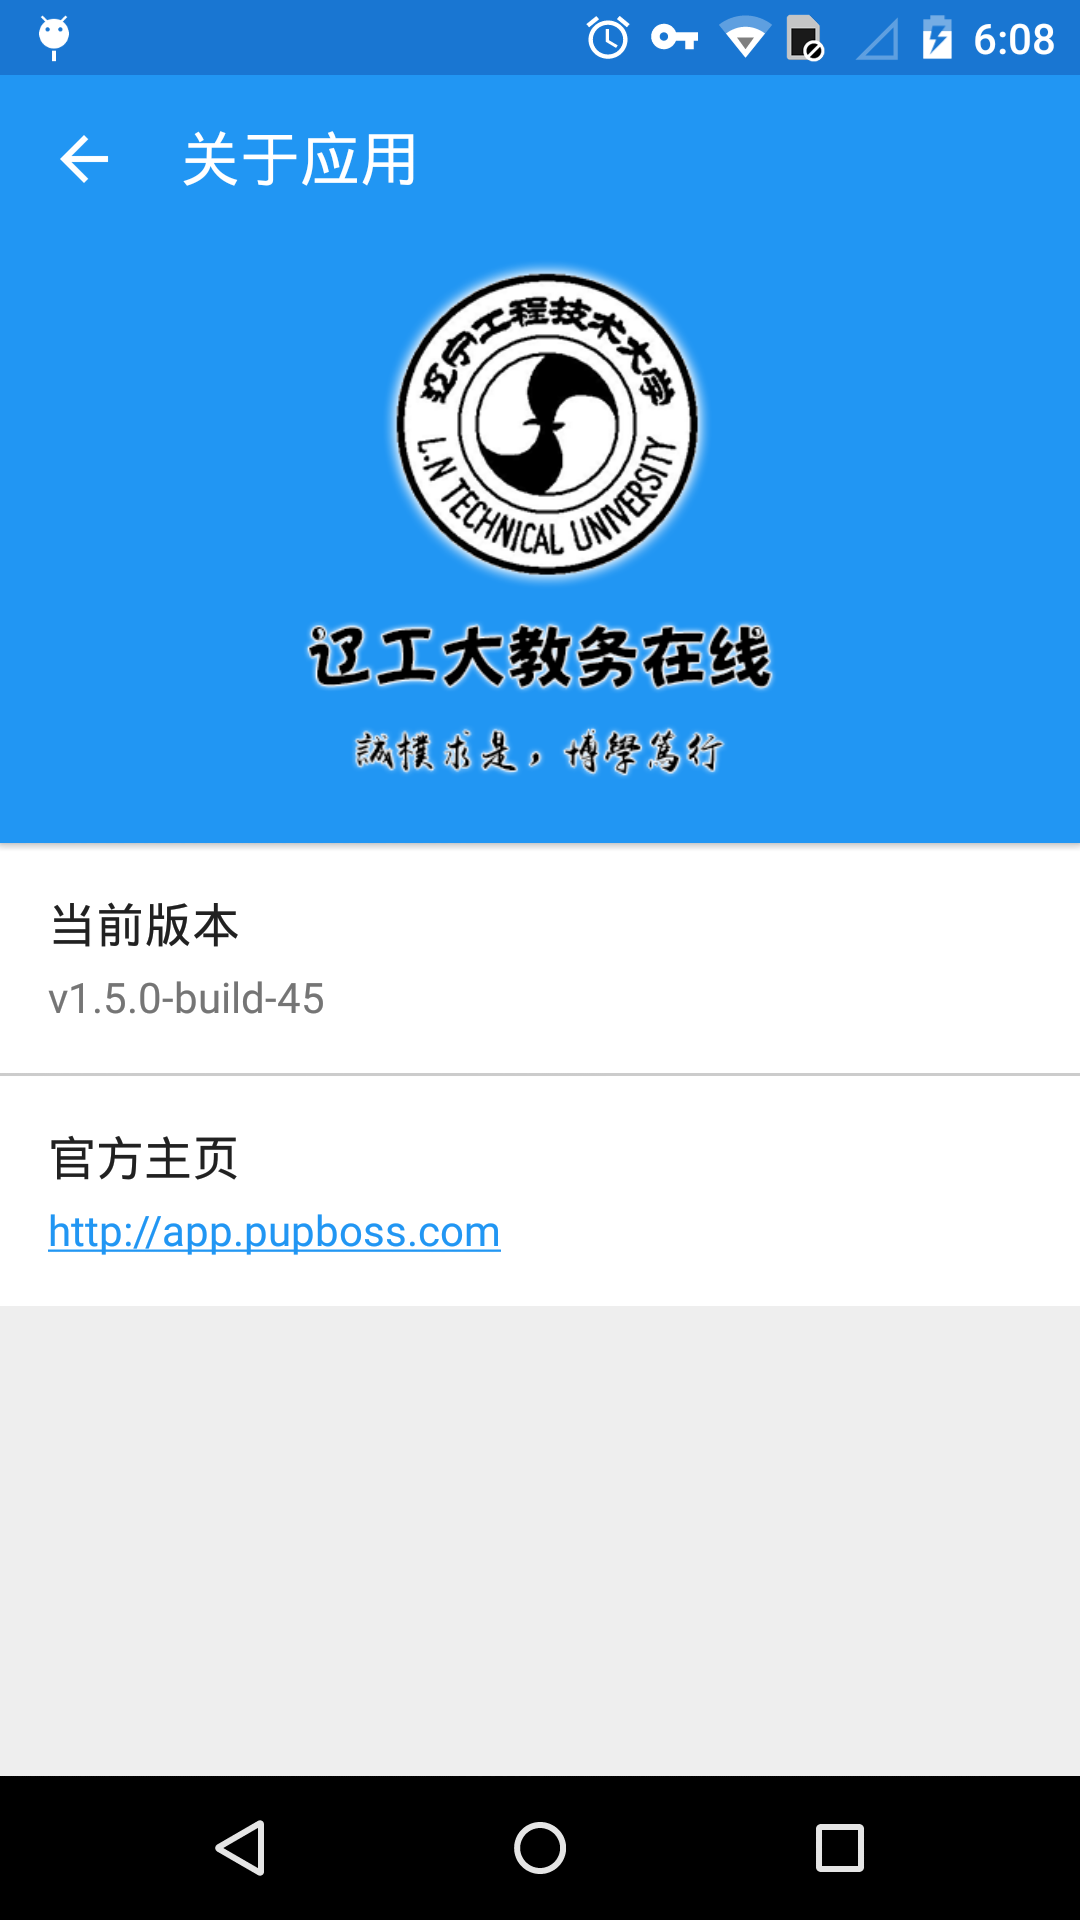 6:08
关于应用
辽宁工程技术大学
L.N TECHNICAL UNIVERSITY
辽工大教务在线
誠樸求是，博學篤行
当前版本
v1.5.0-build-45
官方主页
http://app.pupboss.com